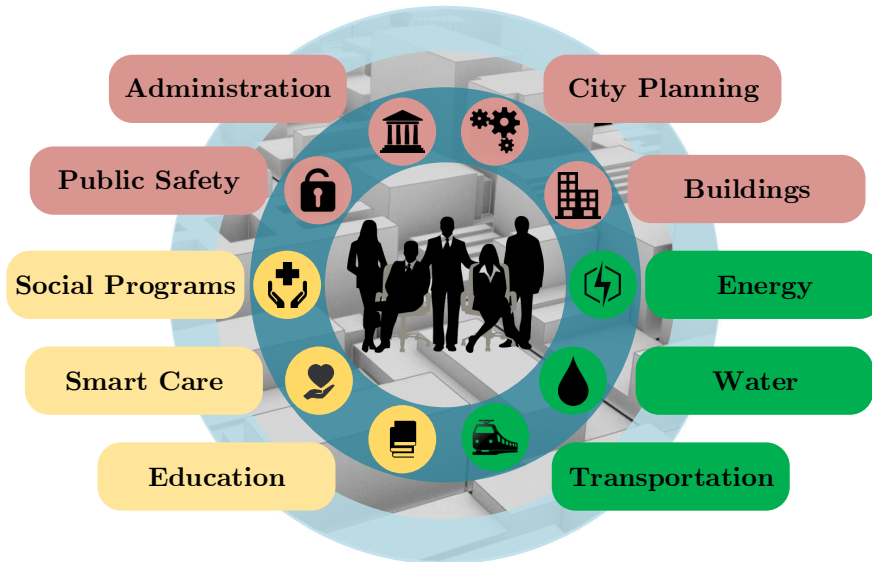 Administration
City Planning
Public Safety
Buildings
Social Programs
Energy
Smart Care
Water
Education
Transportation